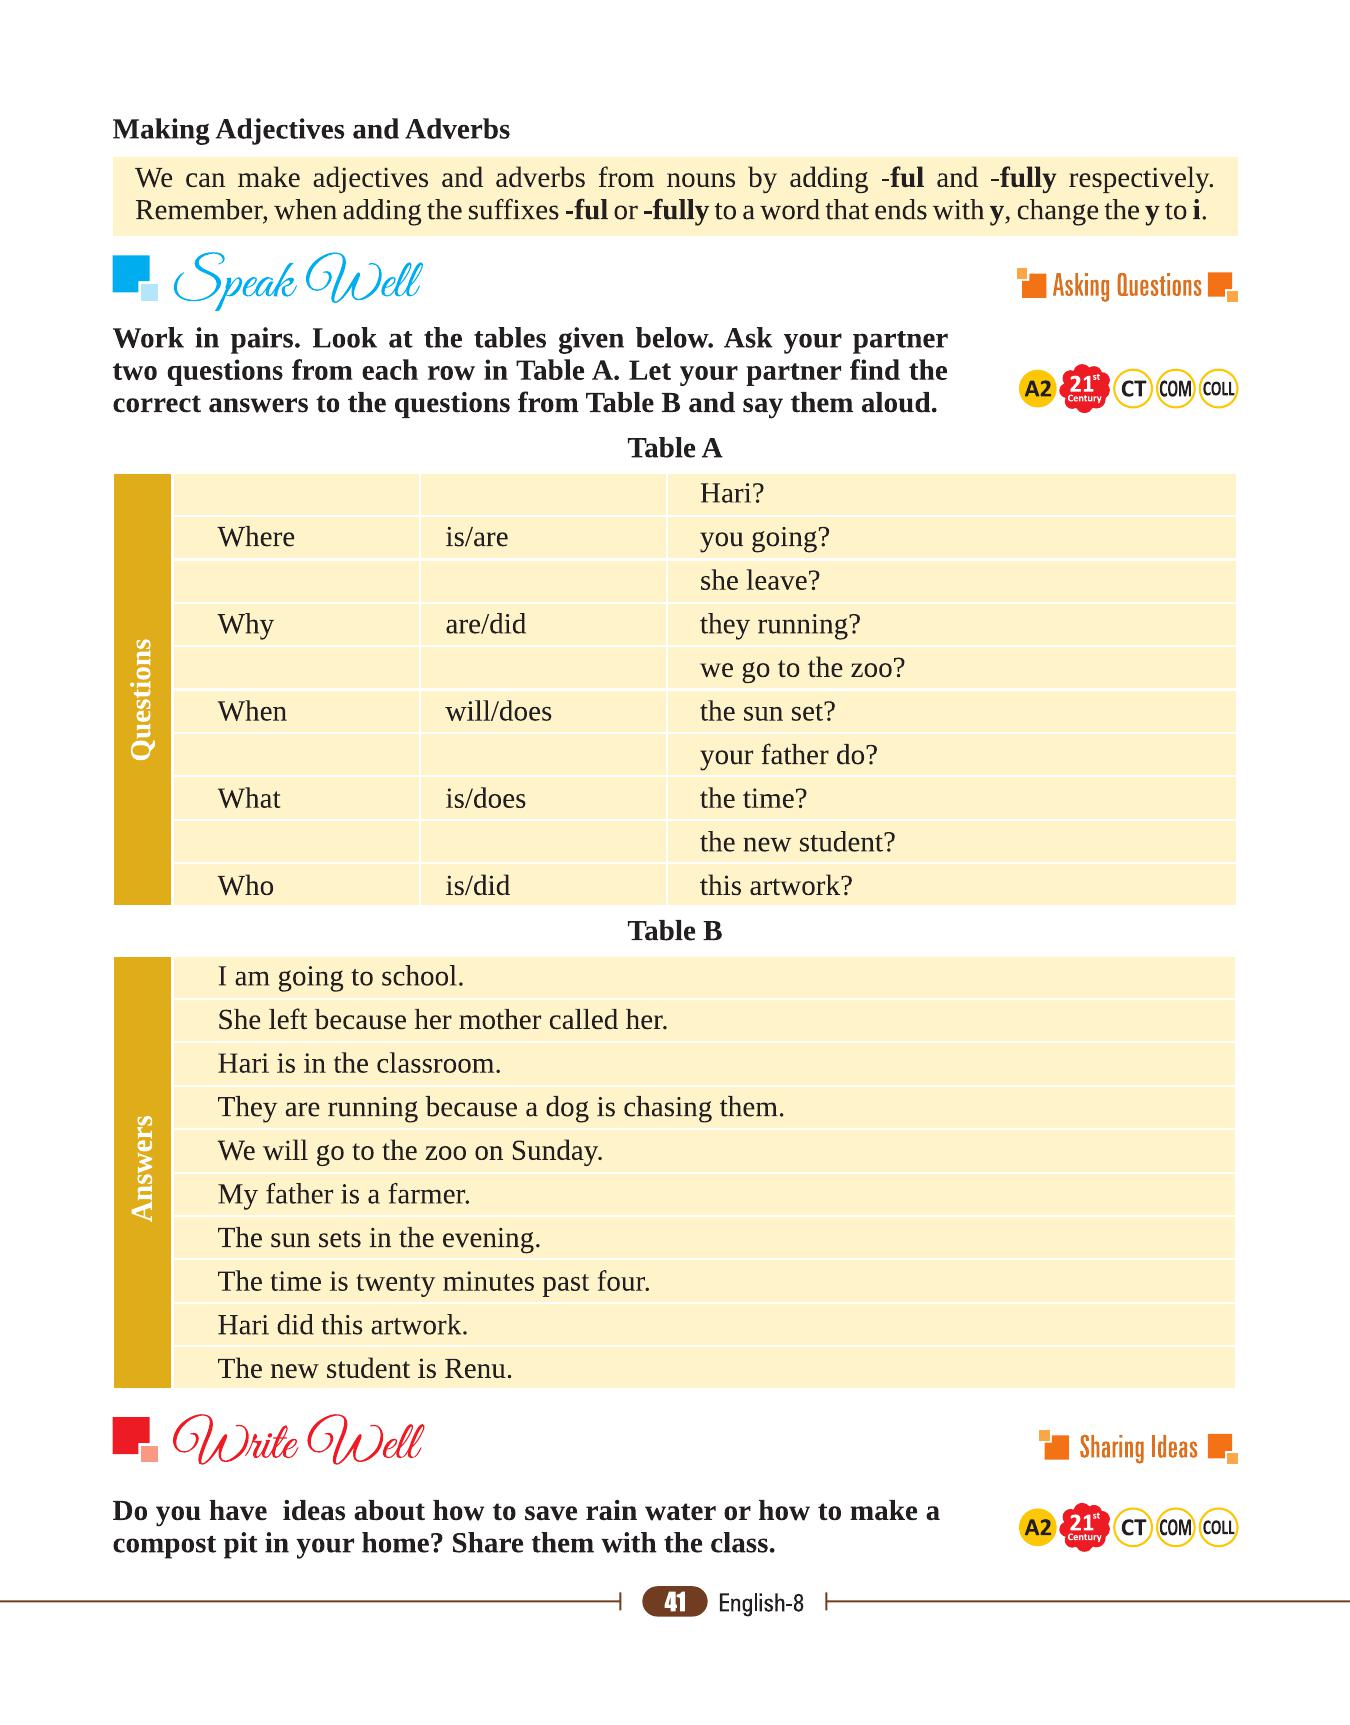 Making Adjectives and Adverbs
We can make adjectives and adverbs from nouns by adding -ful and -fully respectively.
Remember, when adding the suffixes -ful or -fully to a word that ends with y, change the y to i.
Speak Well
Asking Questions
Work in pairs. Look at the tables given below. Ask your partner
two questions from each row in Table A. Let your partner find the
correct answers to the questions from Table B and say them aloud.
A2 21st Century CT COM COLL
Table A
Questions
Hari?
Where is/are you going?
she leave?
Why are/did they running?
we go to the zoo?
When will/does the sun set?
your father do?
What is/does the time?
the new student?
Who is/did this artwork?
Table B
Answers
I am going to school.
She left because her mother called her.
Hari is in the classroom.
They are running because a dog is chasing them.
We will go to the zoo on Sunday.
My father is a farmer.
The sun sets in the evening.
The time is twenty minutes past four.
Hari did this artwork.
The new student is Renu.
Write Well
Sharing Ideas
Do you have  ideas about how to save rain water or how to make a
compost pit in your home? Share them with the class.
A2 21st Century CT COM COLL
41 English-8